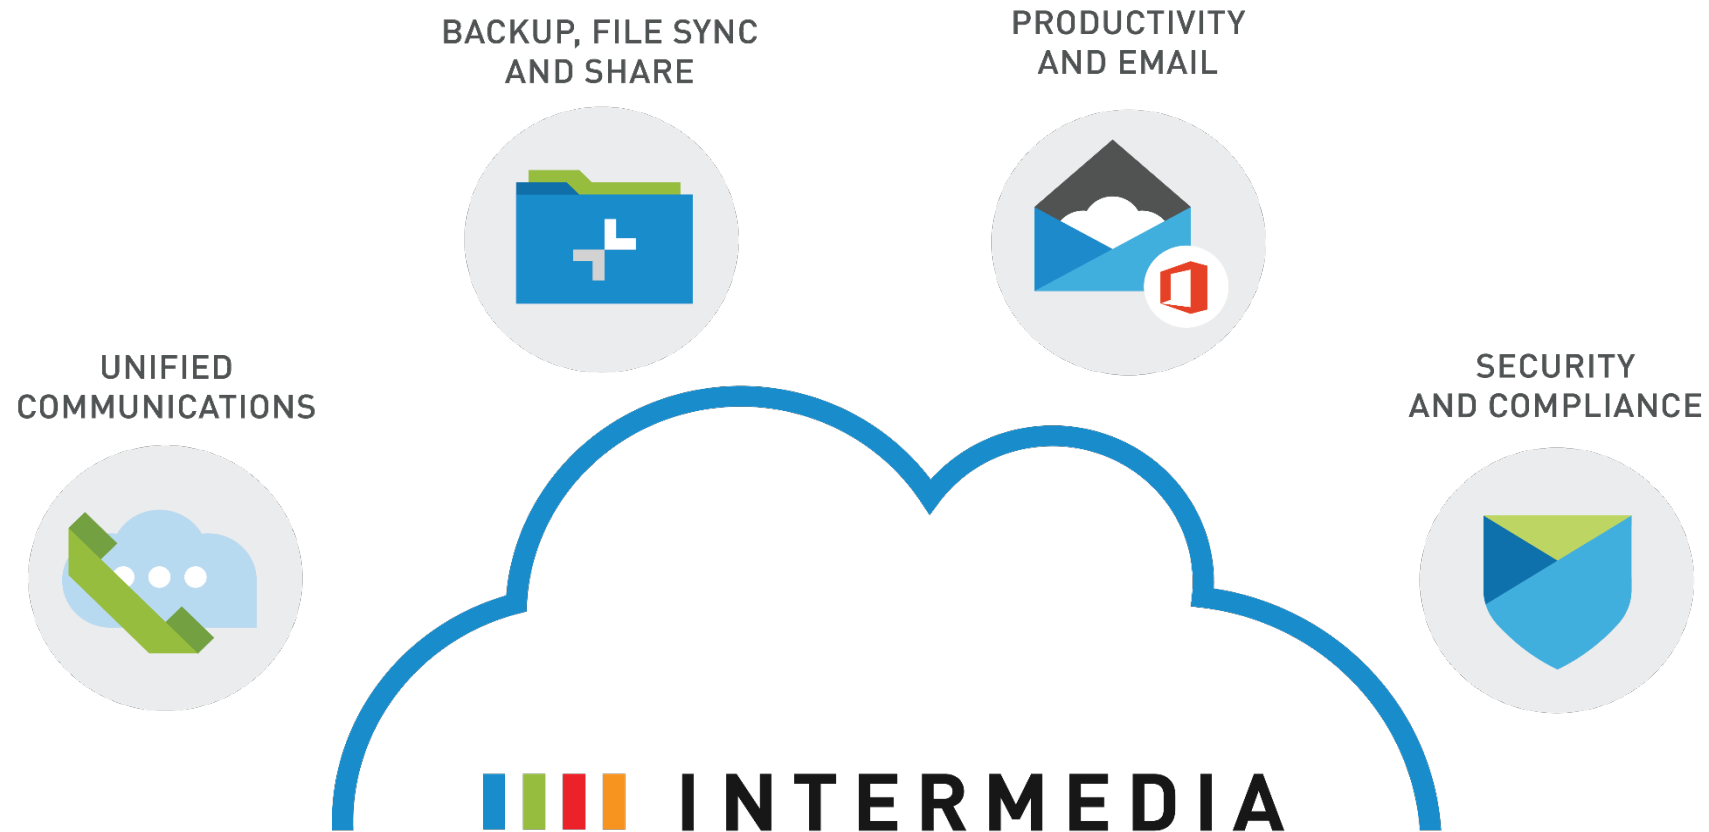 BACKUP, FILE SYNC
AND SHARE
PRODUCTIVITY
AND EMAIL
UNIFIED
COMMUNICATIONS
SECURITY
AND COMPLIANCE
INTERMEDIA